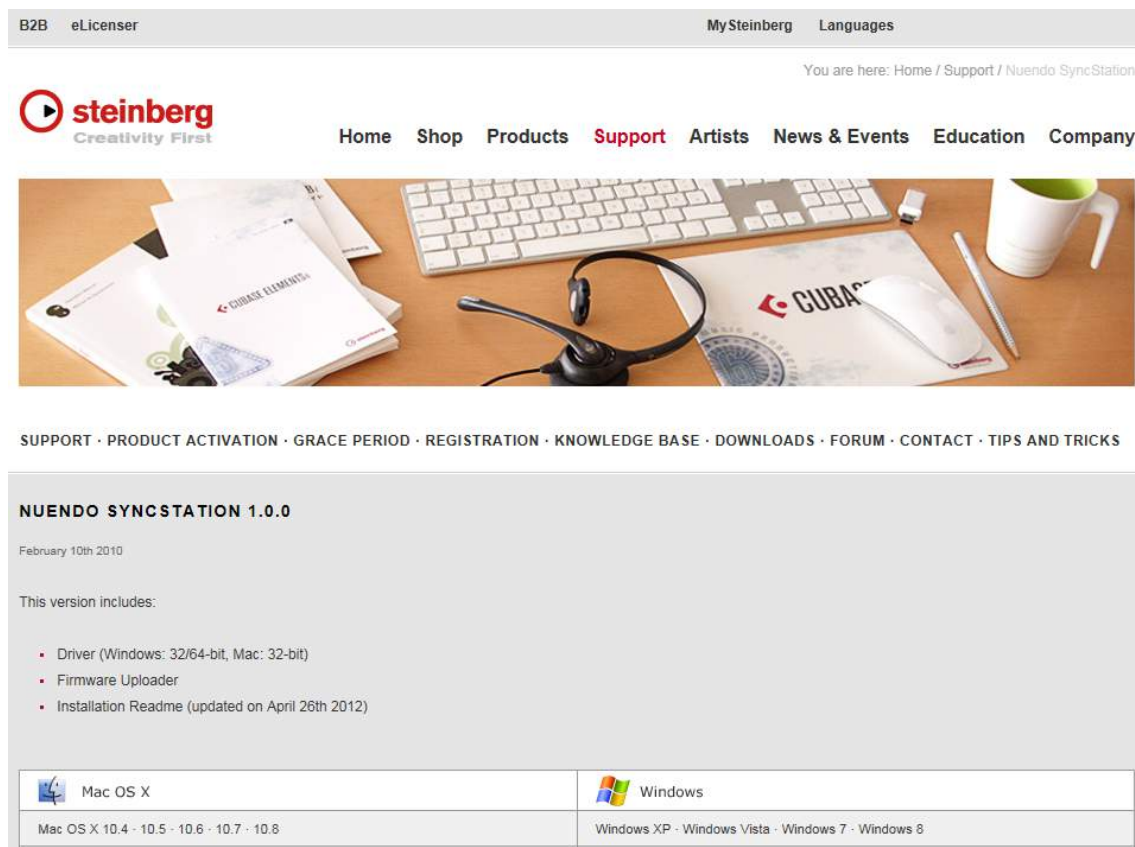 B2B eLicenser MySteinberg Languages
You are here: Home / Support / Nuendo SyncStation
steinberg
Creativity First
Home Shop Products Support Artists News & Events Education Company
CUBASE ELEMENTS
steinberg
CUBA
SUPPORT · PRODUCT ACTIVATION · GRACE PERIOD · REGISTRATION · KNOWLEDGE BASE · DOWNLOADS · FORUM · CONTACT · TIPS AND TRICKS
NUENDO SYNCSTATION 1.0.0
February 10th 2010
This version includes:
Driver (Windows: 32/64-bit, Mac: 32-bit)
Firmware Uploader
Installation Readme (updated on April 26th 2012)
Mac OS X Windows
Mac OS X 10.4 · 10.5 · 10.6 · 10.7 · 10.8 Windows XP · Windows Vista · Windows 7 · Windows 8